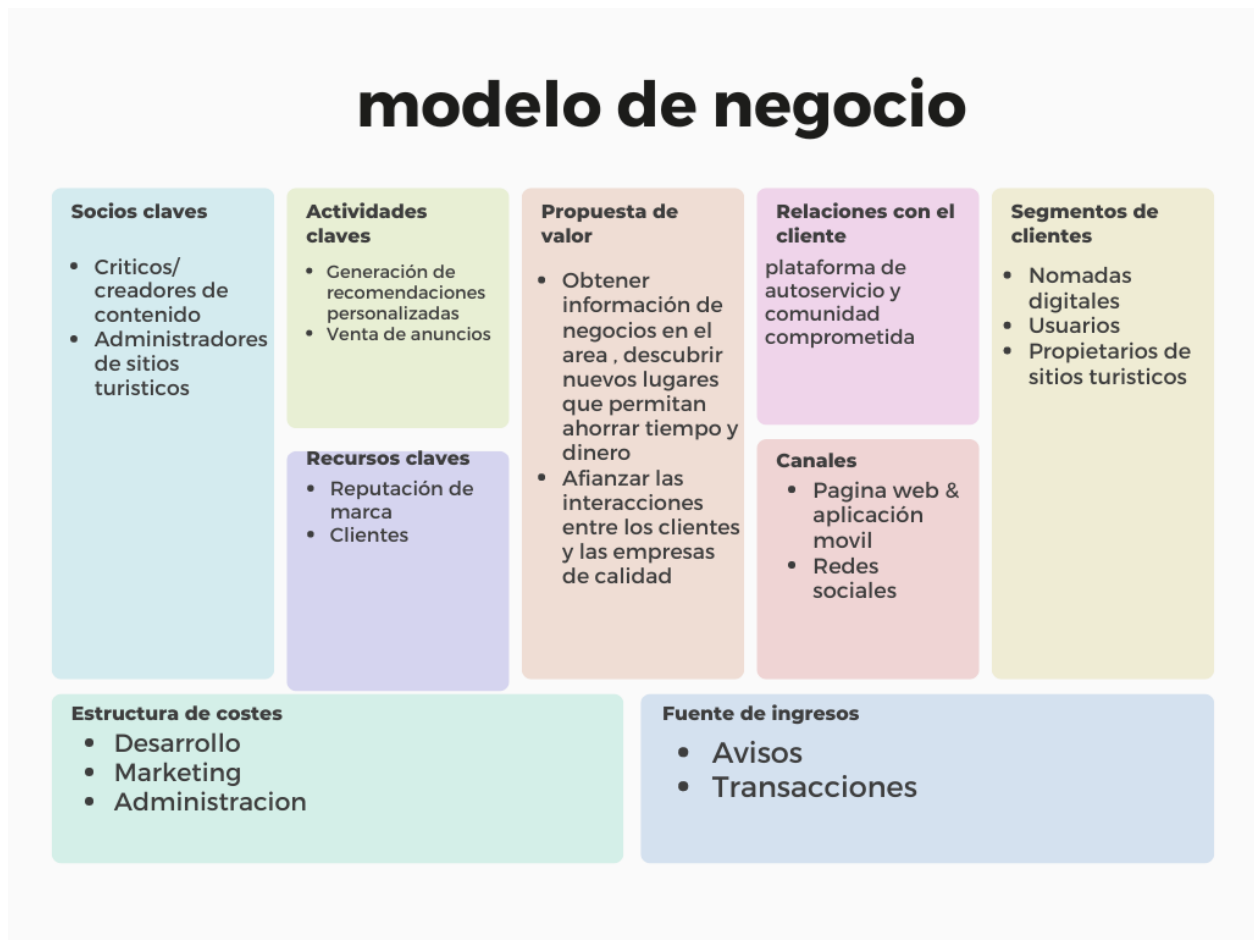 modelo de negocio
Socios claves
• Criticos/
creadores de
contenido
• Administradores
de sitios
turisticos
Actividades
claves
• Generación de
recomendaciones
personalizadas
• Venta de anuncios
Recursos claves
• Reputación de
marca
• Clientes
Propuesta de
valor
• Obtener
información de
negocios en el
area , descubrir
nuevos lugares
que permitan
ahorrar tiempo y
dinero
• Afianzar las
interacciones
entre los clientes
y las empresas
de calidad
Relaciones con el
cliente
plataforma de
autoservicio y
comunidad
comprometida
Canales
• Pagina web &
aplicación
movil
• Redes
sociales
Segmentos de
clientes
• Nomadas
digitales
• Usuarios
• Propietarios de
sitios turisticos
Estructura de costes
• Desarrollo
• Marketing
• Administracion
Fuente de ingresos
• Avisos
• Transacciones